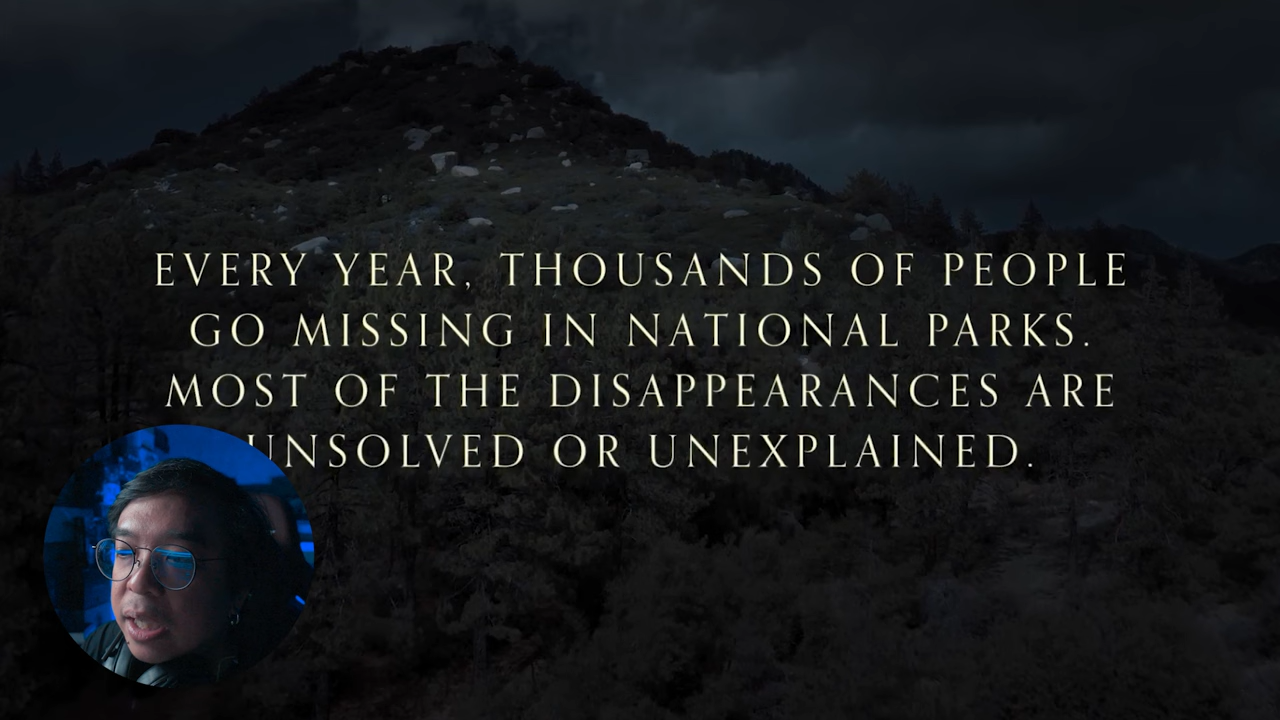 EVERY YEAR, THOUSANDS OF PEOPLE
GO MISSING IN NATIONAL PARKS.
MOST OF THE DISAPPEARANCES ARE
UNSOLVED OR UNEXPLAINED.